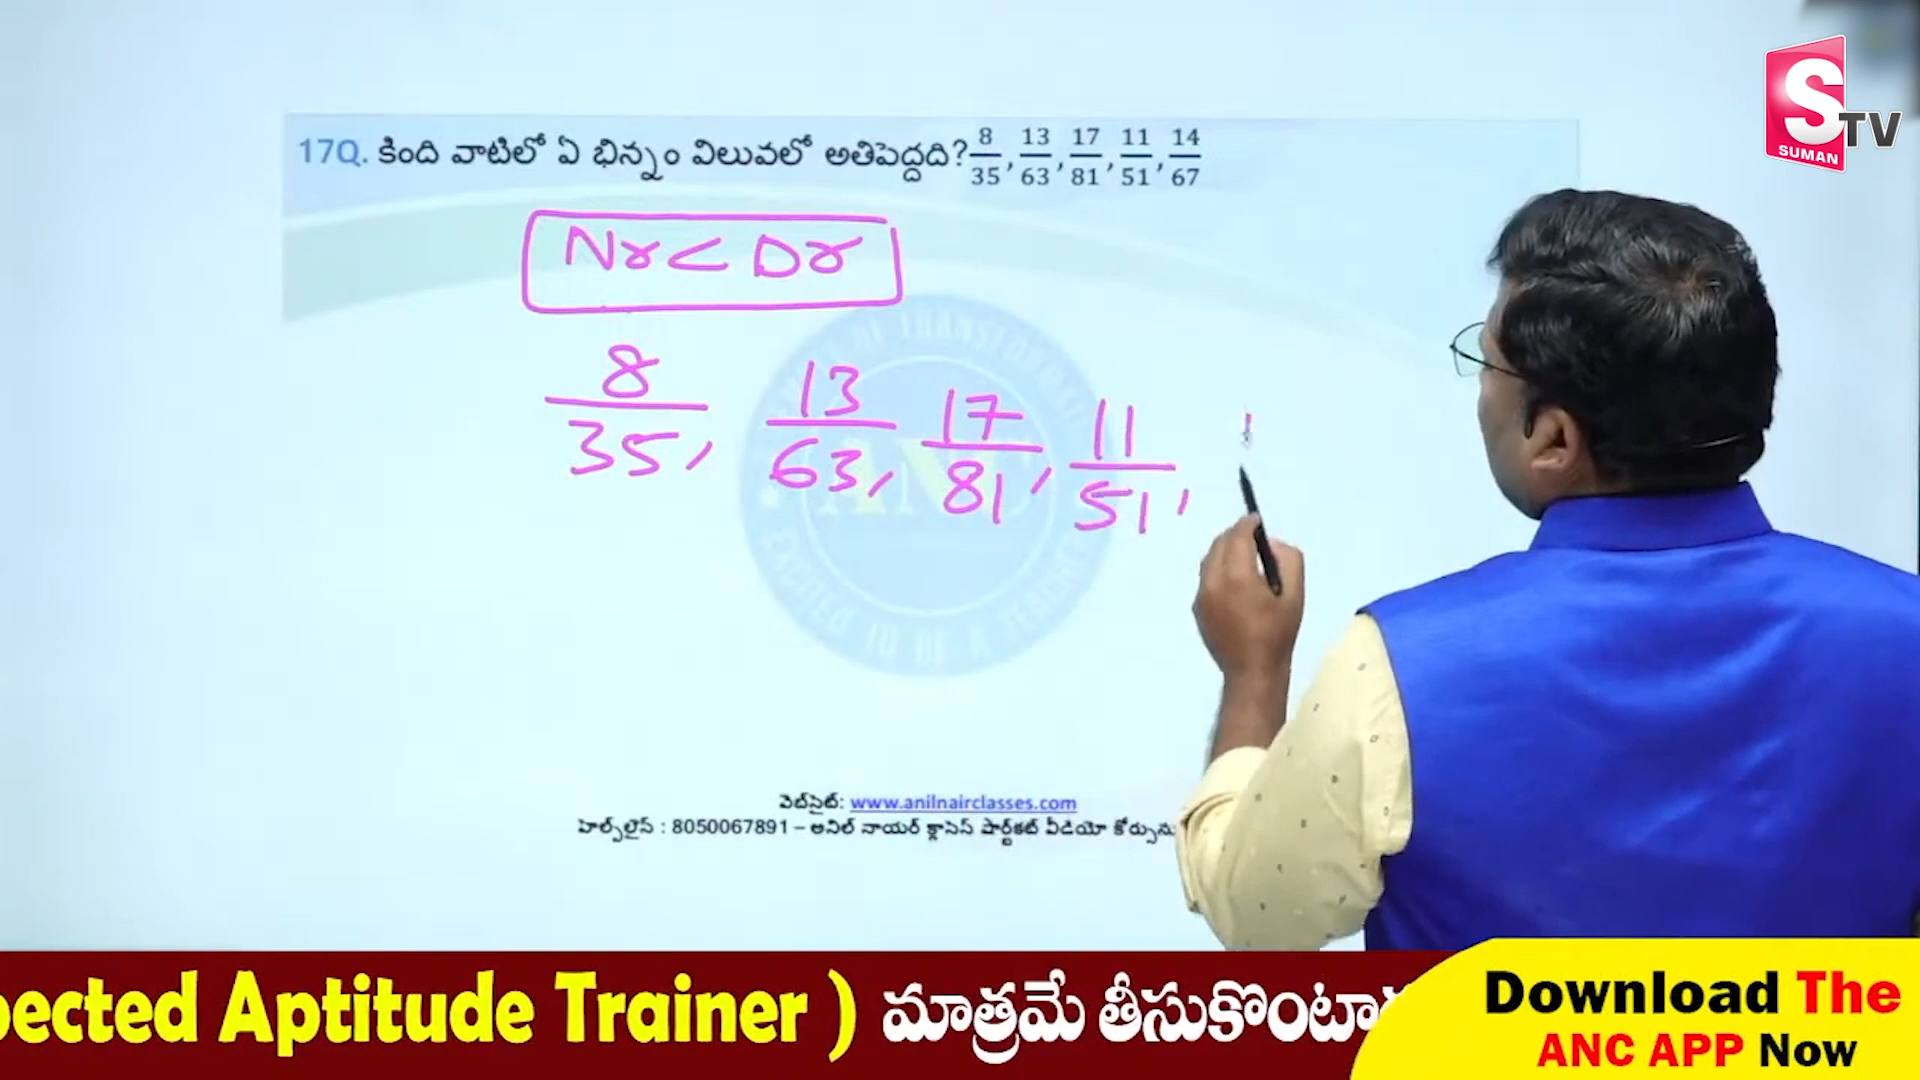 S TV
SUMAN
17Q. కింది వాటిలో ఏ భిన్నం విలువలో అతిపెద్దది? 8/35, 13/63, 17/81, 11/51, 14/67
Nr < Dr
8/35, 13/63, 17/81, 11/51,
వెబ్‌సైట్: www.anilnairclasses.com
హెల్ప్‌లైన్ : 8050067891 – అనిల్ నాయర్ క్లాసెస్ షార్ట్‌కట్ వీడియో కోర్సును
pected Aptitude Trainer ) మాత్రమే తీసుకొంటా
Download The
ANC APP Now